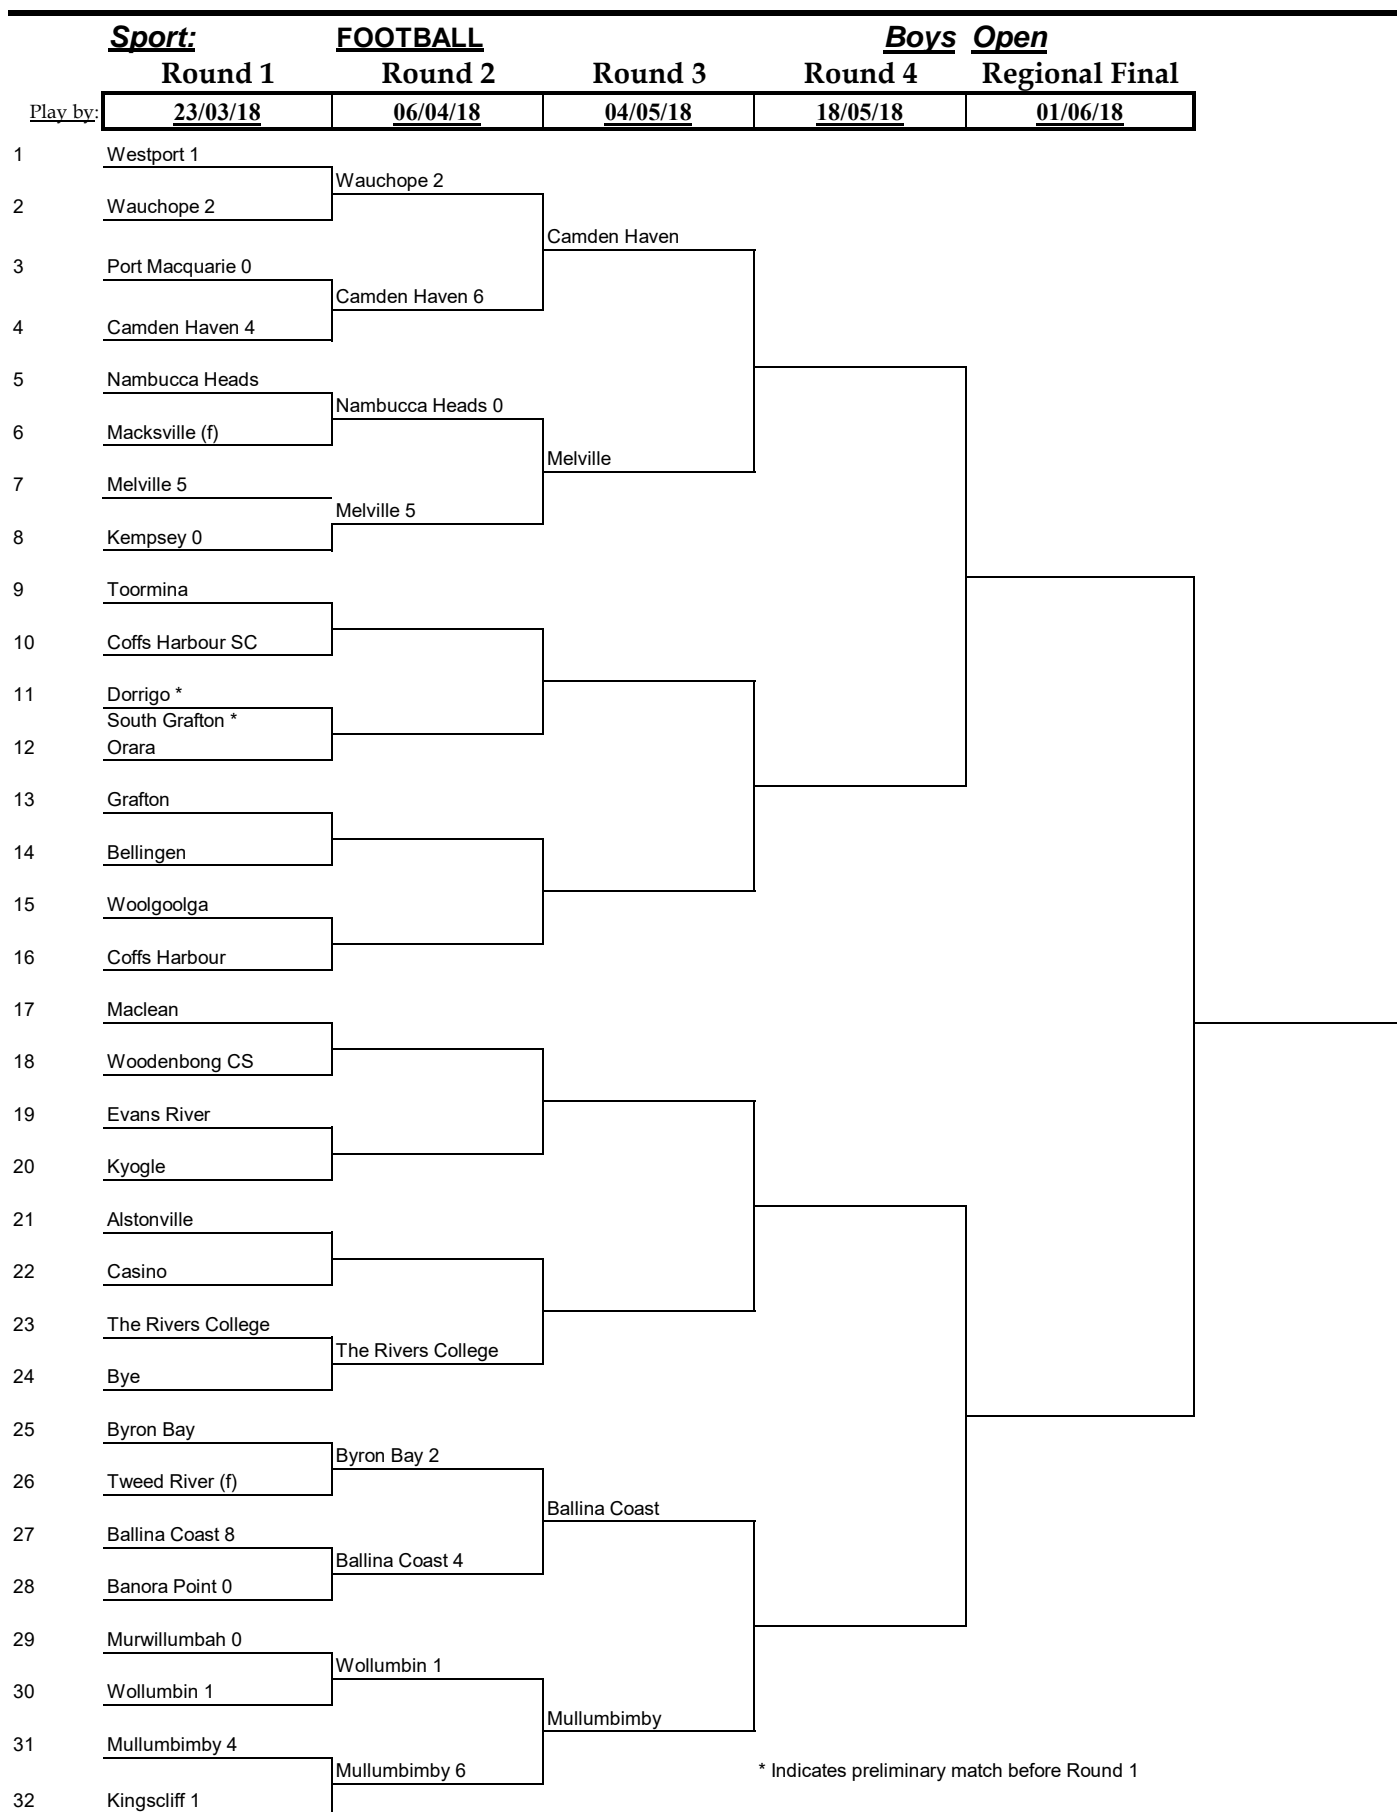 Sport: FOOTBALL Boys Open
Round 1 Round 2 Round 3 Round 4 Regional Final
Play by: 23/03/18 06/04/18 04/05/18 18/05/18 01/06/18
1 Westport 1
Wauchope 2
2 Wauchope 2
Camden Haven
3 Port Macquarie 0
Camden Haven 6
4 Camden Haven 4
5 Nambucca Heads
Nambucca Heads 0
6 Macksville (f)
Melville
7 Melville 5
Melville 5
8 Kempsey 0
9 Toormina
10 Coffs Harbour SC
11 Dorrigo *
South Grafton *
12 Orara
13 Grafton
14 Bellingen
15 Woolgoolga
16 Coffs Harbour
17 Maclean
18 Woodenbong CS
19 Evans River
20 Kyogle
21 Alstonville
22 Casino
23 The Rivers College
The Rivers College
24 Bye
25 Byron Bay
Byron Bay 2
26 Tweed River (f)
Ballina Coast
27 Ballina Coast 8
Ballina Coast 4
28 Banora Point 0
29 Murwillumbah 0
Wollumbin 1
30 Wollumbin 1
Mullumbimby
31 Mullumbimby 4
Mullumbimby 6 * Indicates preliminary match before Round 1
32 Kingscliff 1